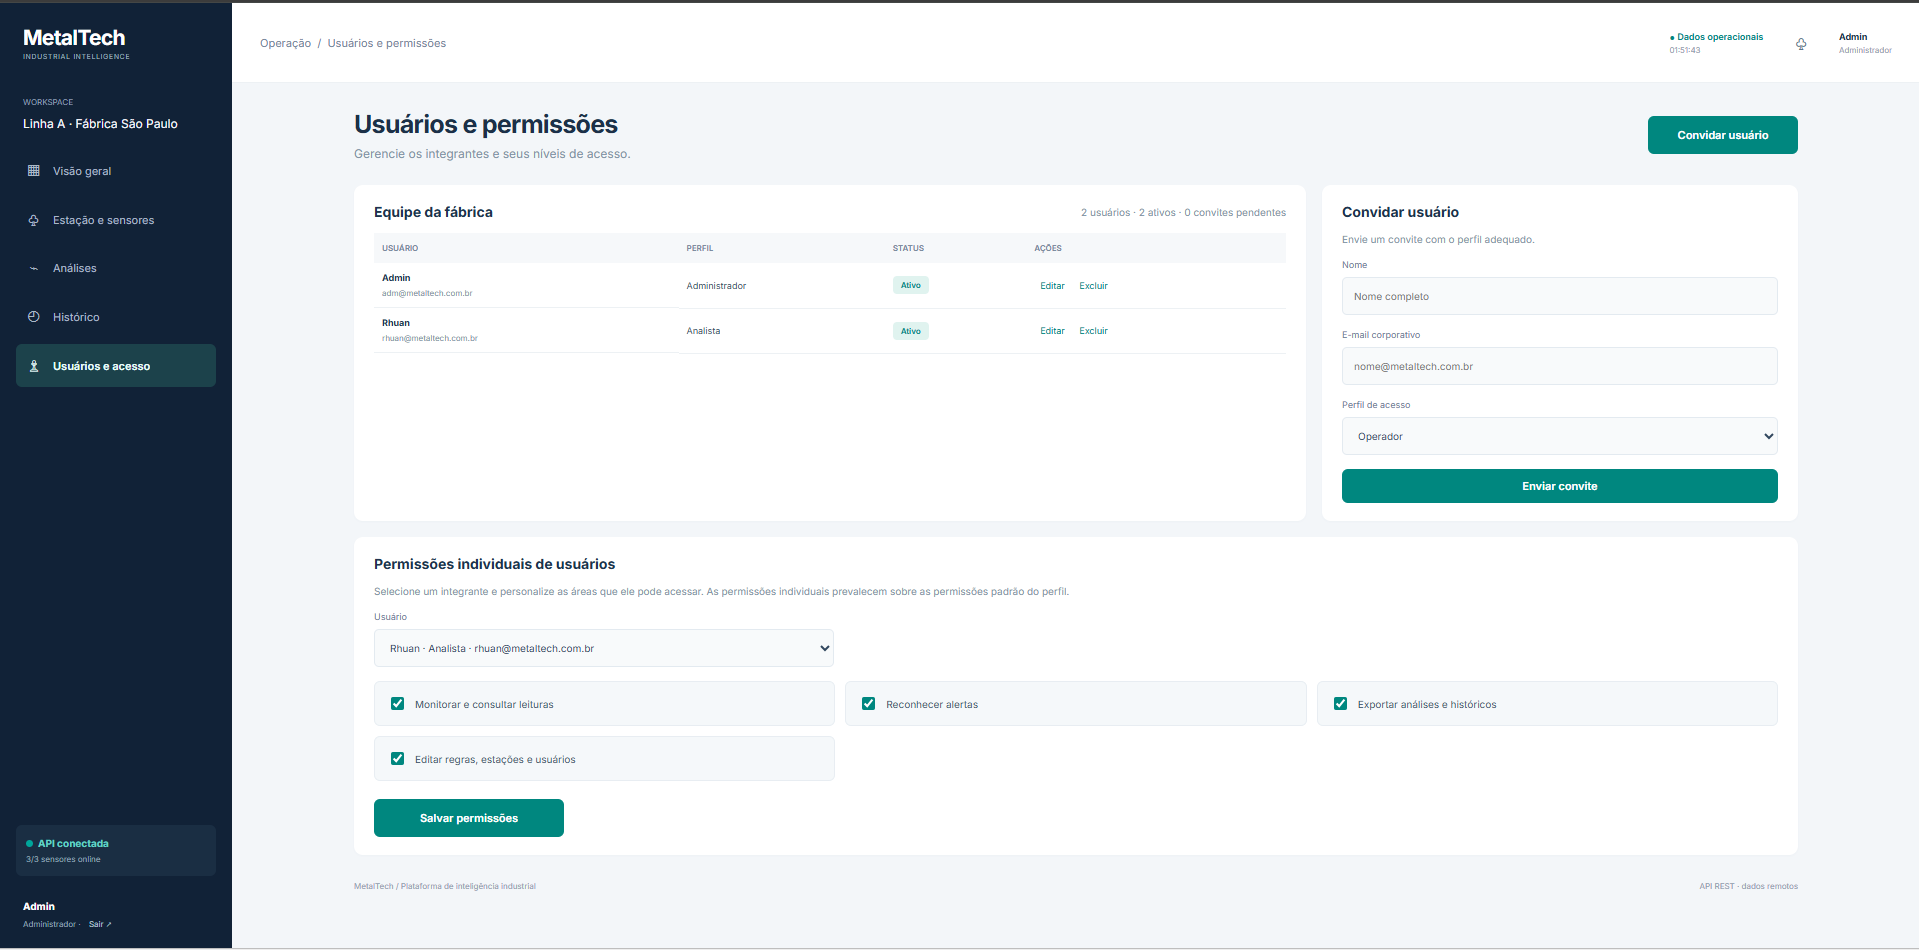 MetalTech
INDUSTRIAL INTELLIGENCE
WORKSPACE
Linha A · Fábrica São Paulo
Visão geral
Estação e sensores
Análises
Histórico
Usuários e acesso
API conectada
3/3 sensores online
Admin
Administrador · Sair ↗
Operação / Usuários e permissões
● Dados operacionais
01:51:43
Admin
Administrador
Usuários e permissões
Gerencie os integrantes e seus níveis de acesso.
Convidar usuário
Equipe da fábrica
2 usuários · 2 ativos · 0 convites pendentes
USUÁRIO PERFIL STATUS AÇÕES
Admin
adm@metaltech.com.br
Administrador Ativo Editar Excluir
Rhuan
rhuan@metaltech.com.br
Analista Ativo Editar Excluir
Convidar usuário
Envie um convite com o perfil adequado.
Nome
Nome completo
E-mail corporativo
nome@metaltech.com.br
Perfil de acesso
Operador
Enviar convite
Permissões individuais de usuários
Selecione um integrante e personalize as áreas que ele pode acessar. As permissões individuais prevalecem sobre as permissões padrão do perfil.
Usuário
Rhuan · Analista · rhuan@metaltech.com.br
Monitorar e consultar leituras
Reconhecer alertas
Exportar análises e históricos
Editar regras, estações e usuários
Salvar permissões
MetalTech / Plataforma de inteligência industrial
API REST · dados remotos